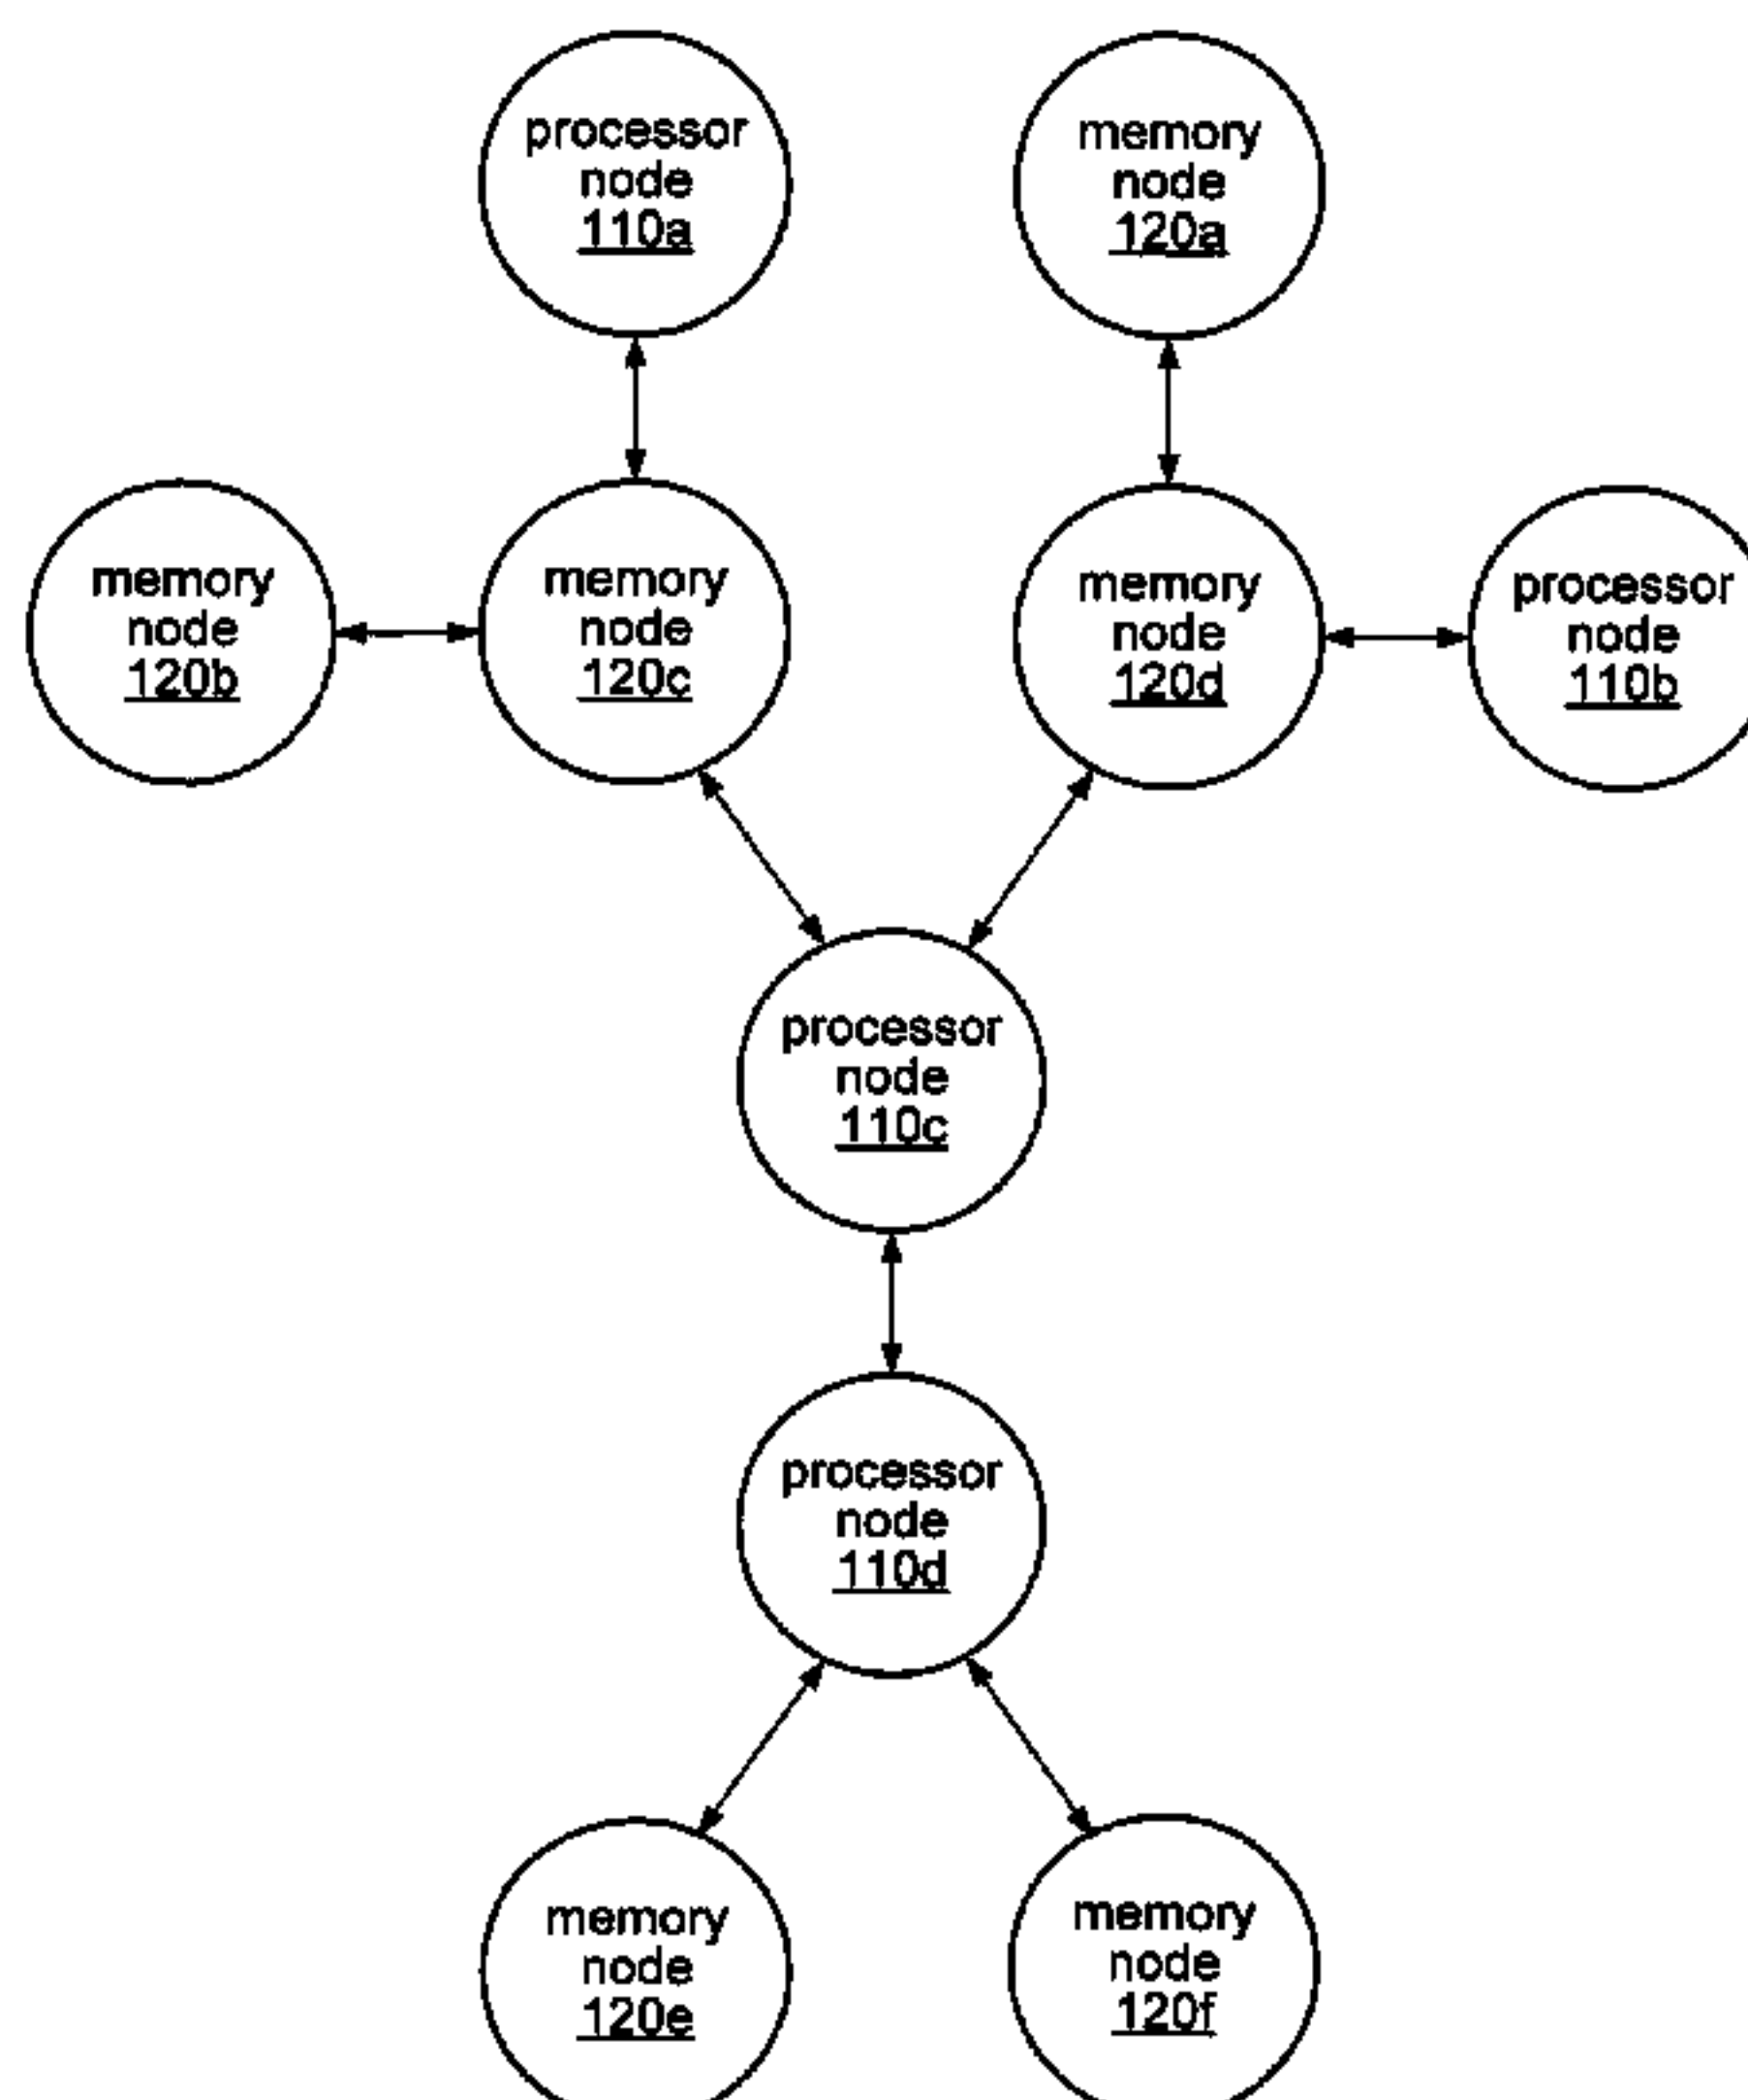 processor
node
110a
memory
node
120a
memory
node
120b
memory
node
120c
memory
node
120d
processor
node
110b
processor
node
110c
processor
node
110d
memory
node
120e
memory
node
120f